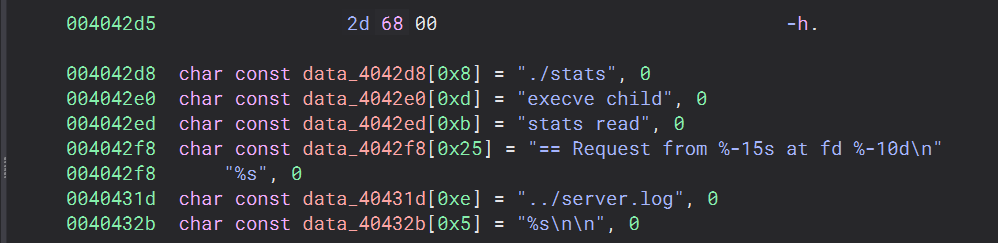 004042d5 2d 68 00 -h.
004042d8 char const data_4042d8[0x8] = "./stats", 0
004042e0 char const data_4042e0[0xd] = "execve child", 0
004042ed char const data_4042ed[0xb] = "stats read", 0
004042f8 char const data_4042f8[0x25] = "== Request from %-15s at fd %-10d\n"
004042f8 "%s", 0
0040431d char const data_40431d[0xe] = "../server.log", 0
0040432b char const data_40432b[0x5] = "%s\n\n", 0